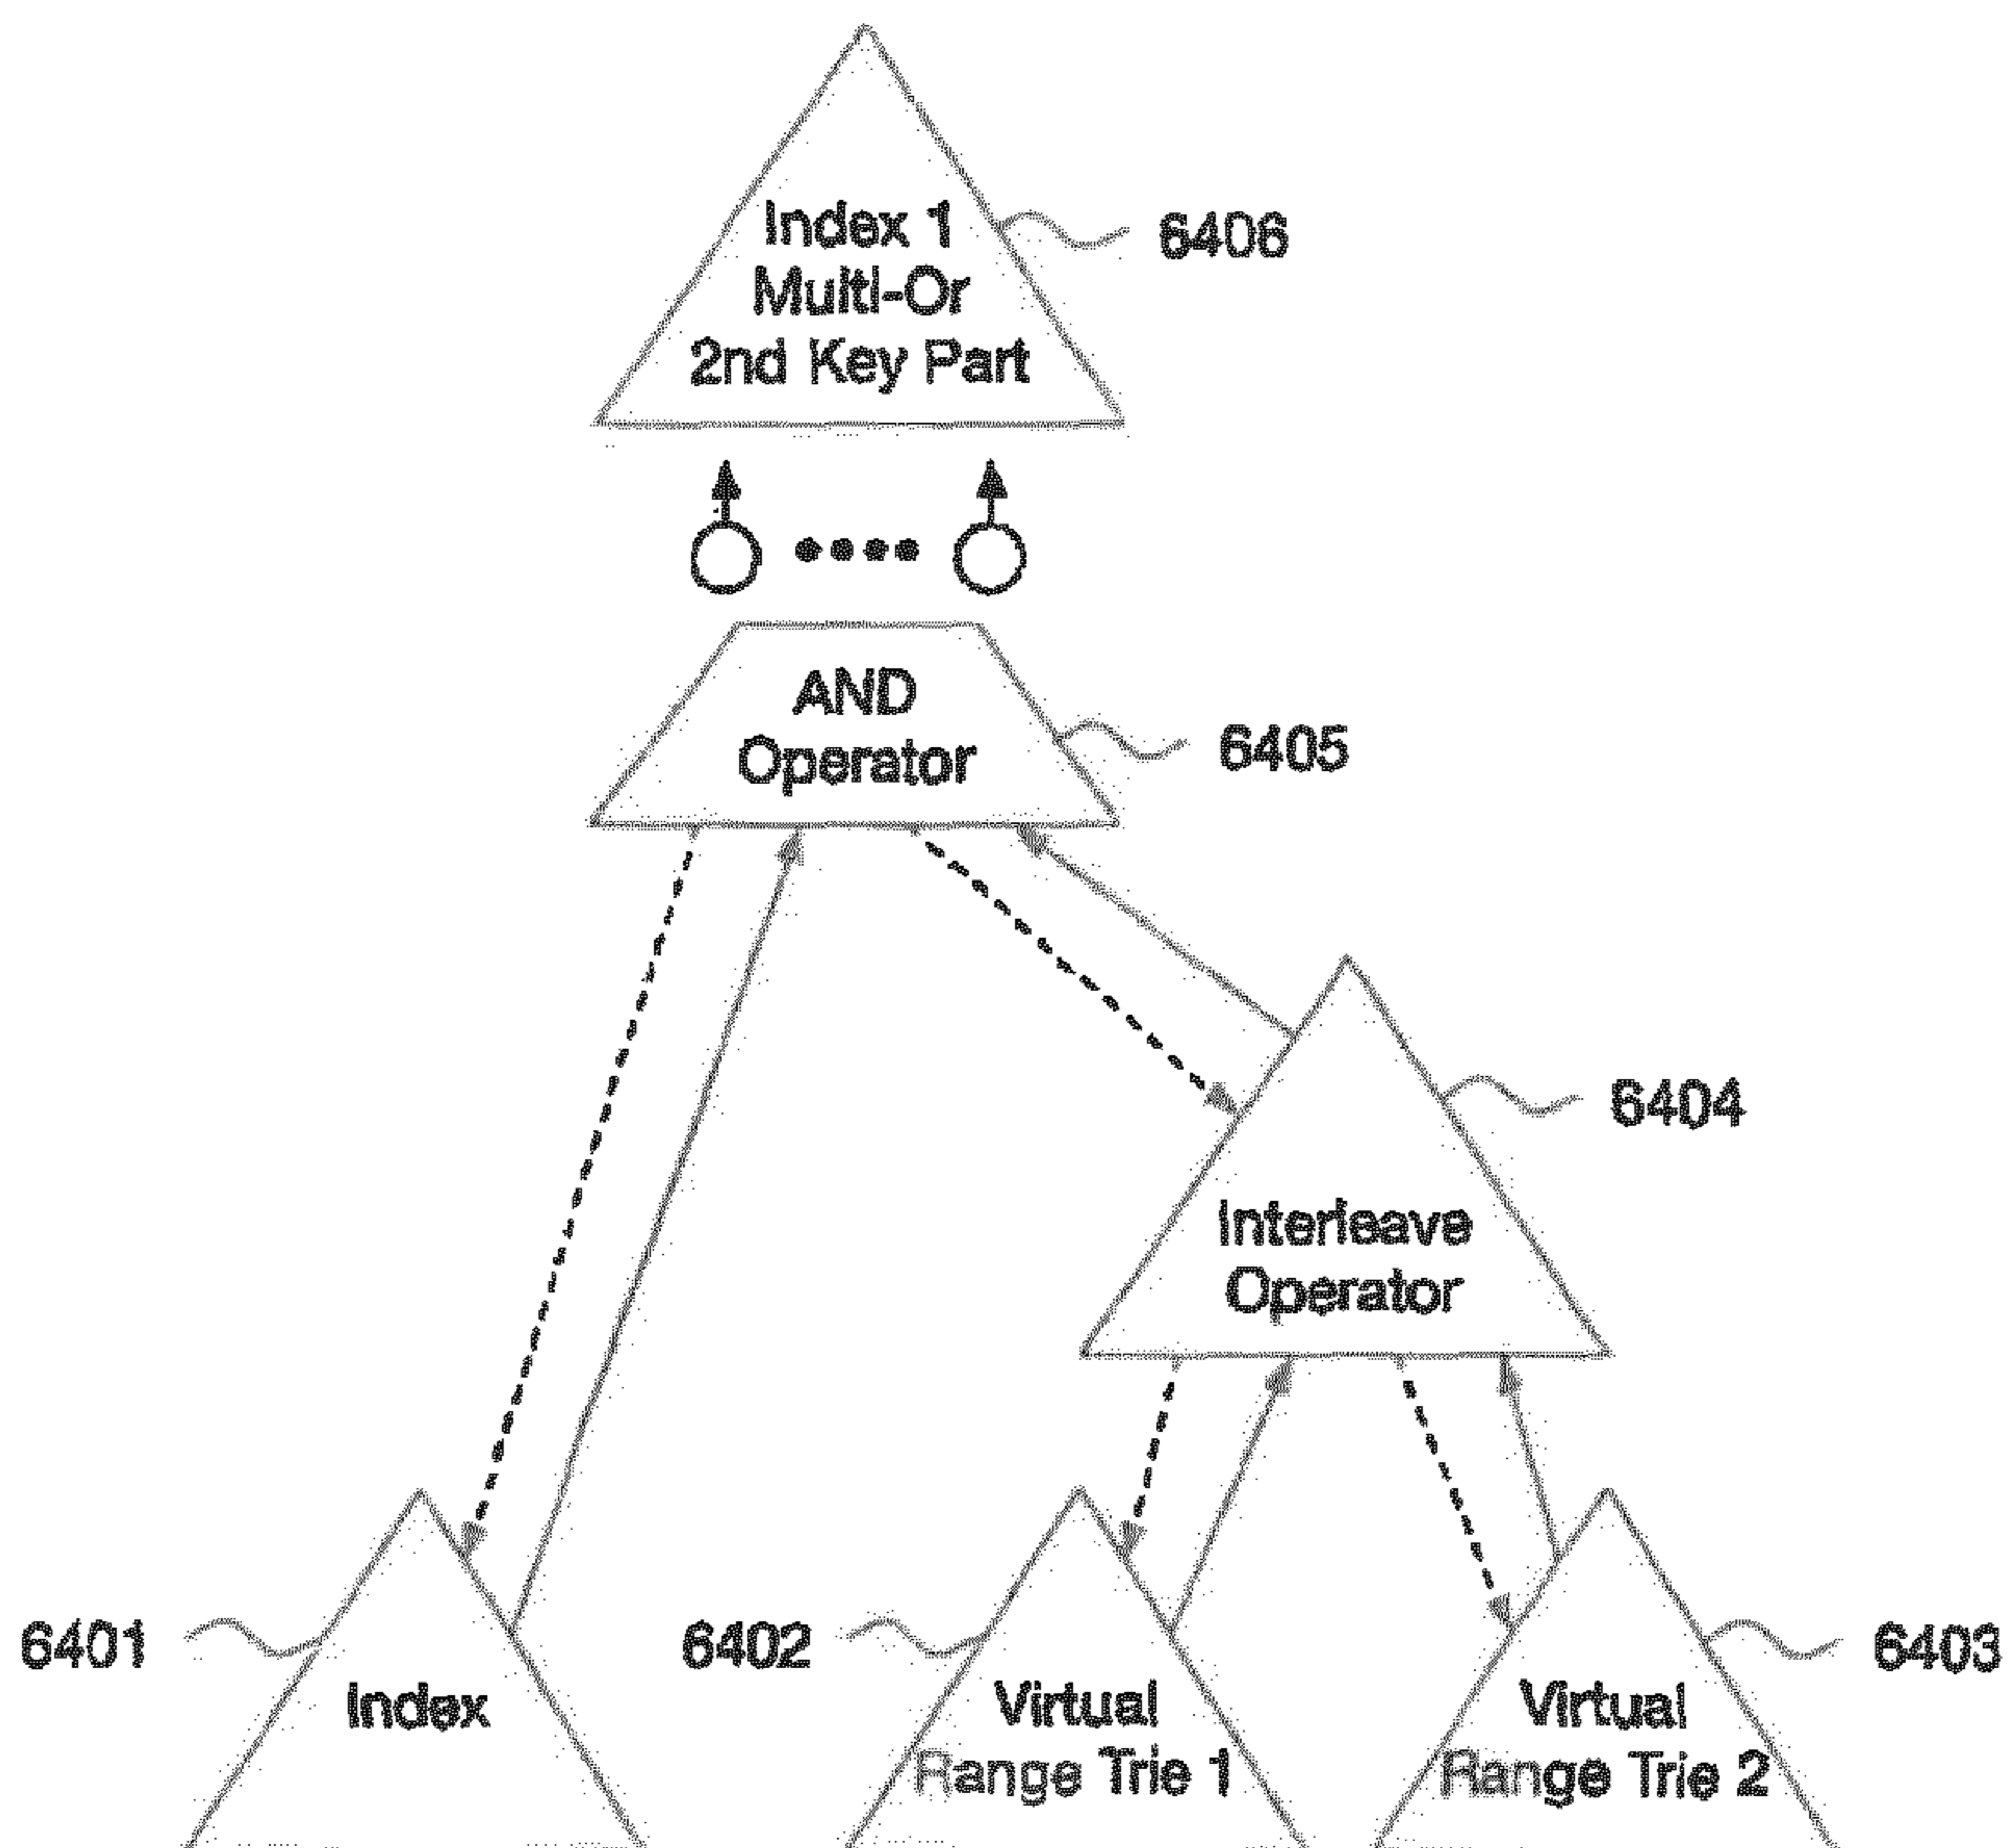 Index 1
Multi-Or
2nd Key Part
6406
AND
Operator
6405
6404
Interleave
Operator
6401
Index
6402
Virtual
Range Trie 1
Virtual
Range Trie 2
6403